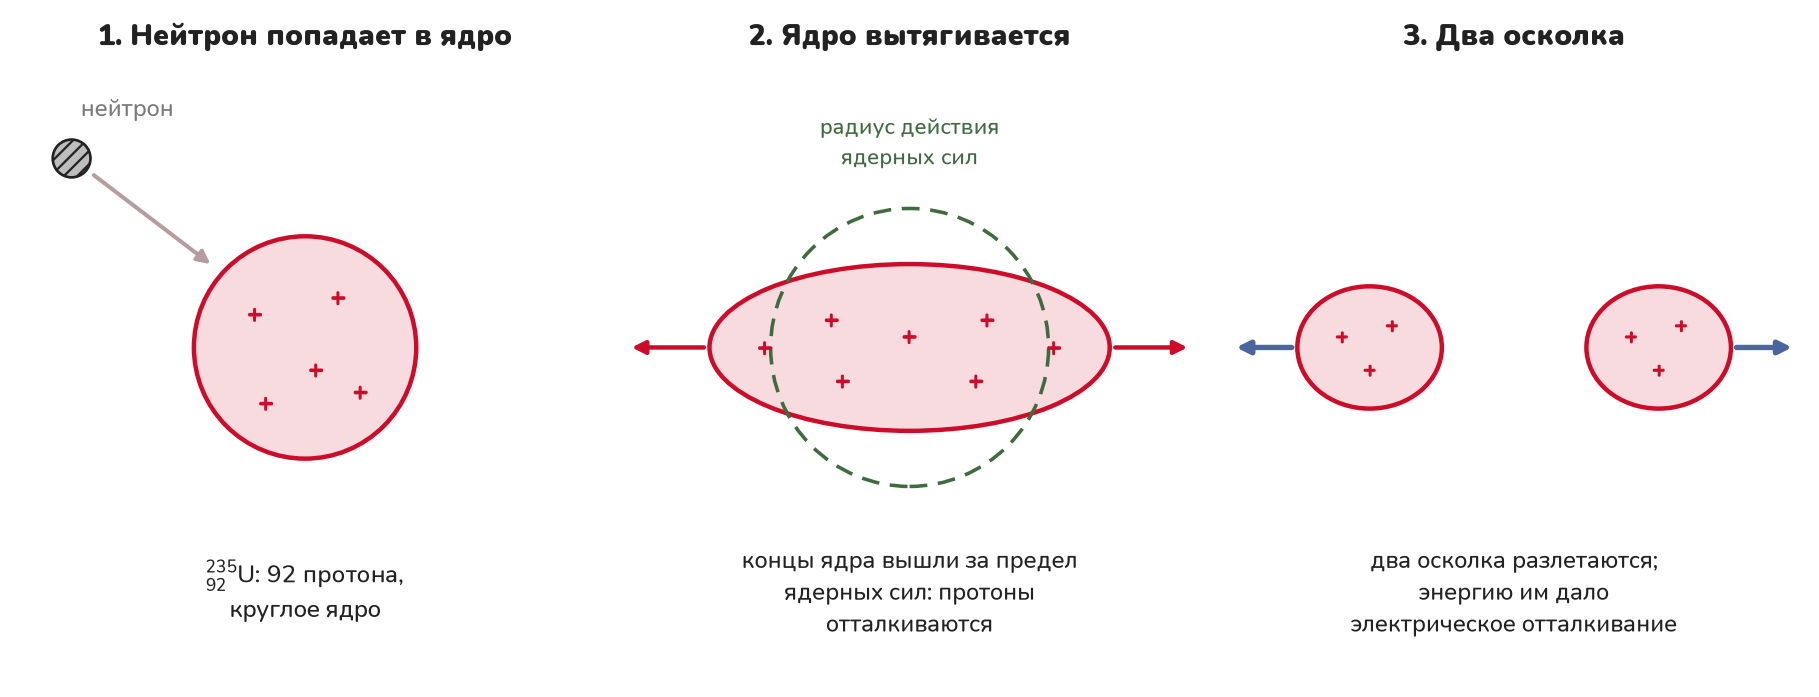 1. Нейтрон попадает в ядро
нейтрон
²³⁵₉₂U: 92 протона,
круглое ядро
2. Ядро вытягивается
радиус действия
ядерных сил
концы ядра вышли за предел
ядерных сил: протоны
отталкиваются
3. Два осколка
два осколка разлетаются;
энергию им дало
электрическое отталкивание